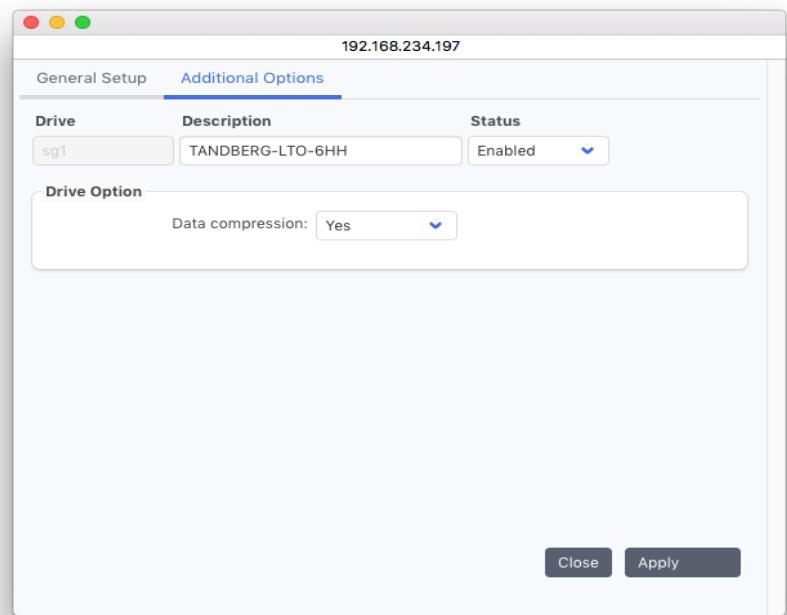 192.168.234.197
General Setup Additional Options
Drive Description Status
sg1 TANDBERG-LTO-6HH Enabled
Drive Option
Data compression: Yes
Close Apply